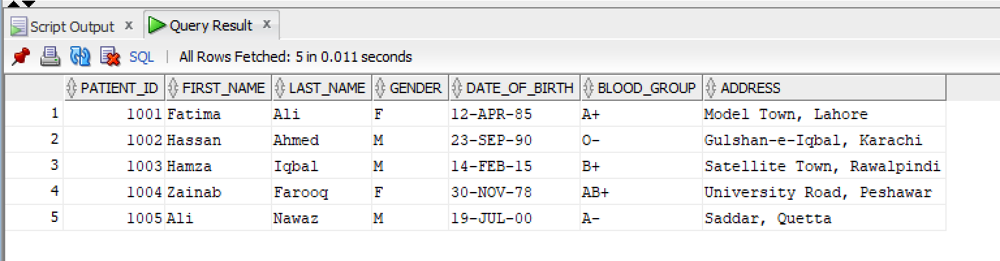 Script Output x Query Result x
SQL | All Rows Fetched: 5 in 0.011 seconds
PATIENT_ID FIRST_NAME LAST_NAME GENDER DATE_OF_BIRTH BLOOD_GROUP ADDRESS
1 1001 Fatima Ali F 12-APR-85 A+ Model Town, Lahore
2 1002 Hassan Ahmed M 23-SEP-90 O- Gulshan-e-Iqbal, Karachi
3 1003 Hamza Iqbal M 14-FEB-15 B+ Satellite Town, Rawalpindi
4 1004 Zainab Farooq F 30-NOV-78 AB+ University Road, Peshawar
5 1005 Ali Nawaz M 19-JUL-00 A- Saddar, Quetta